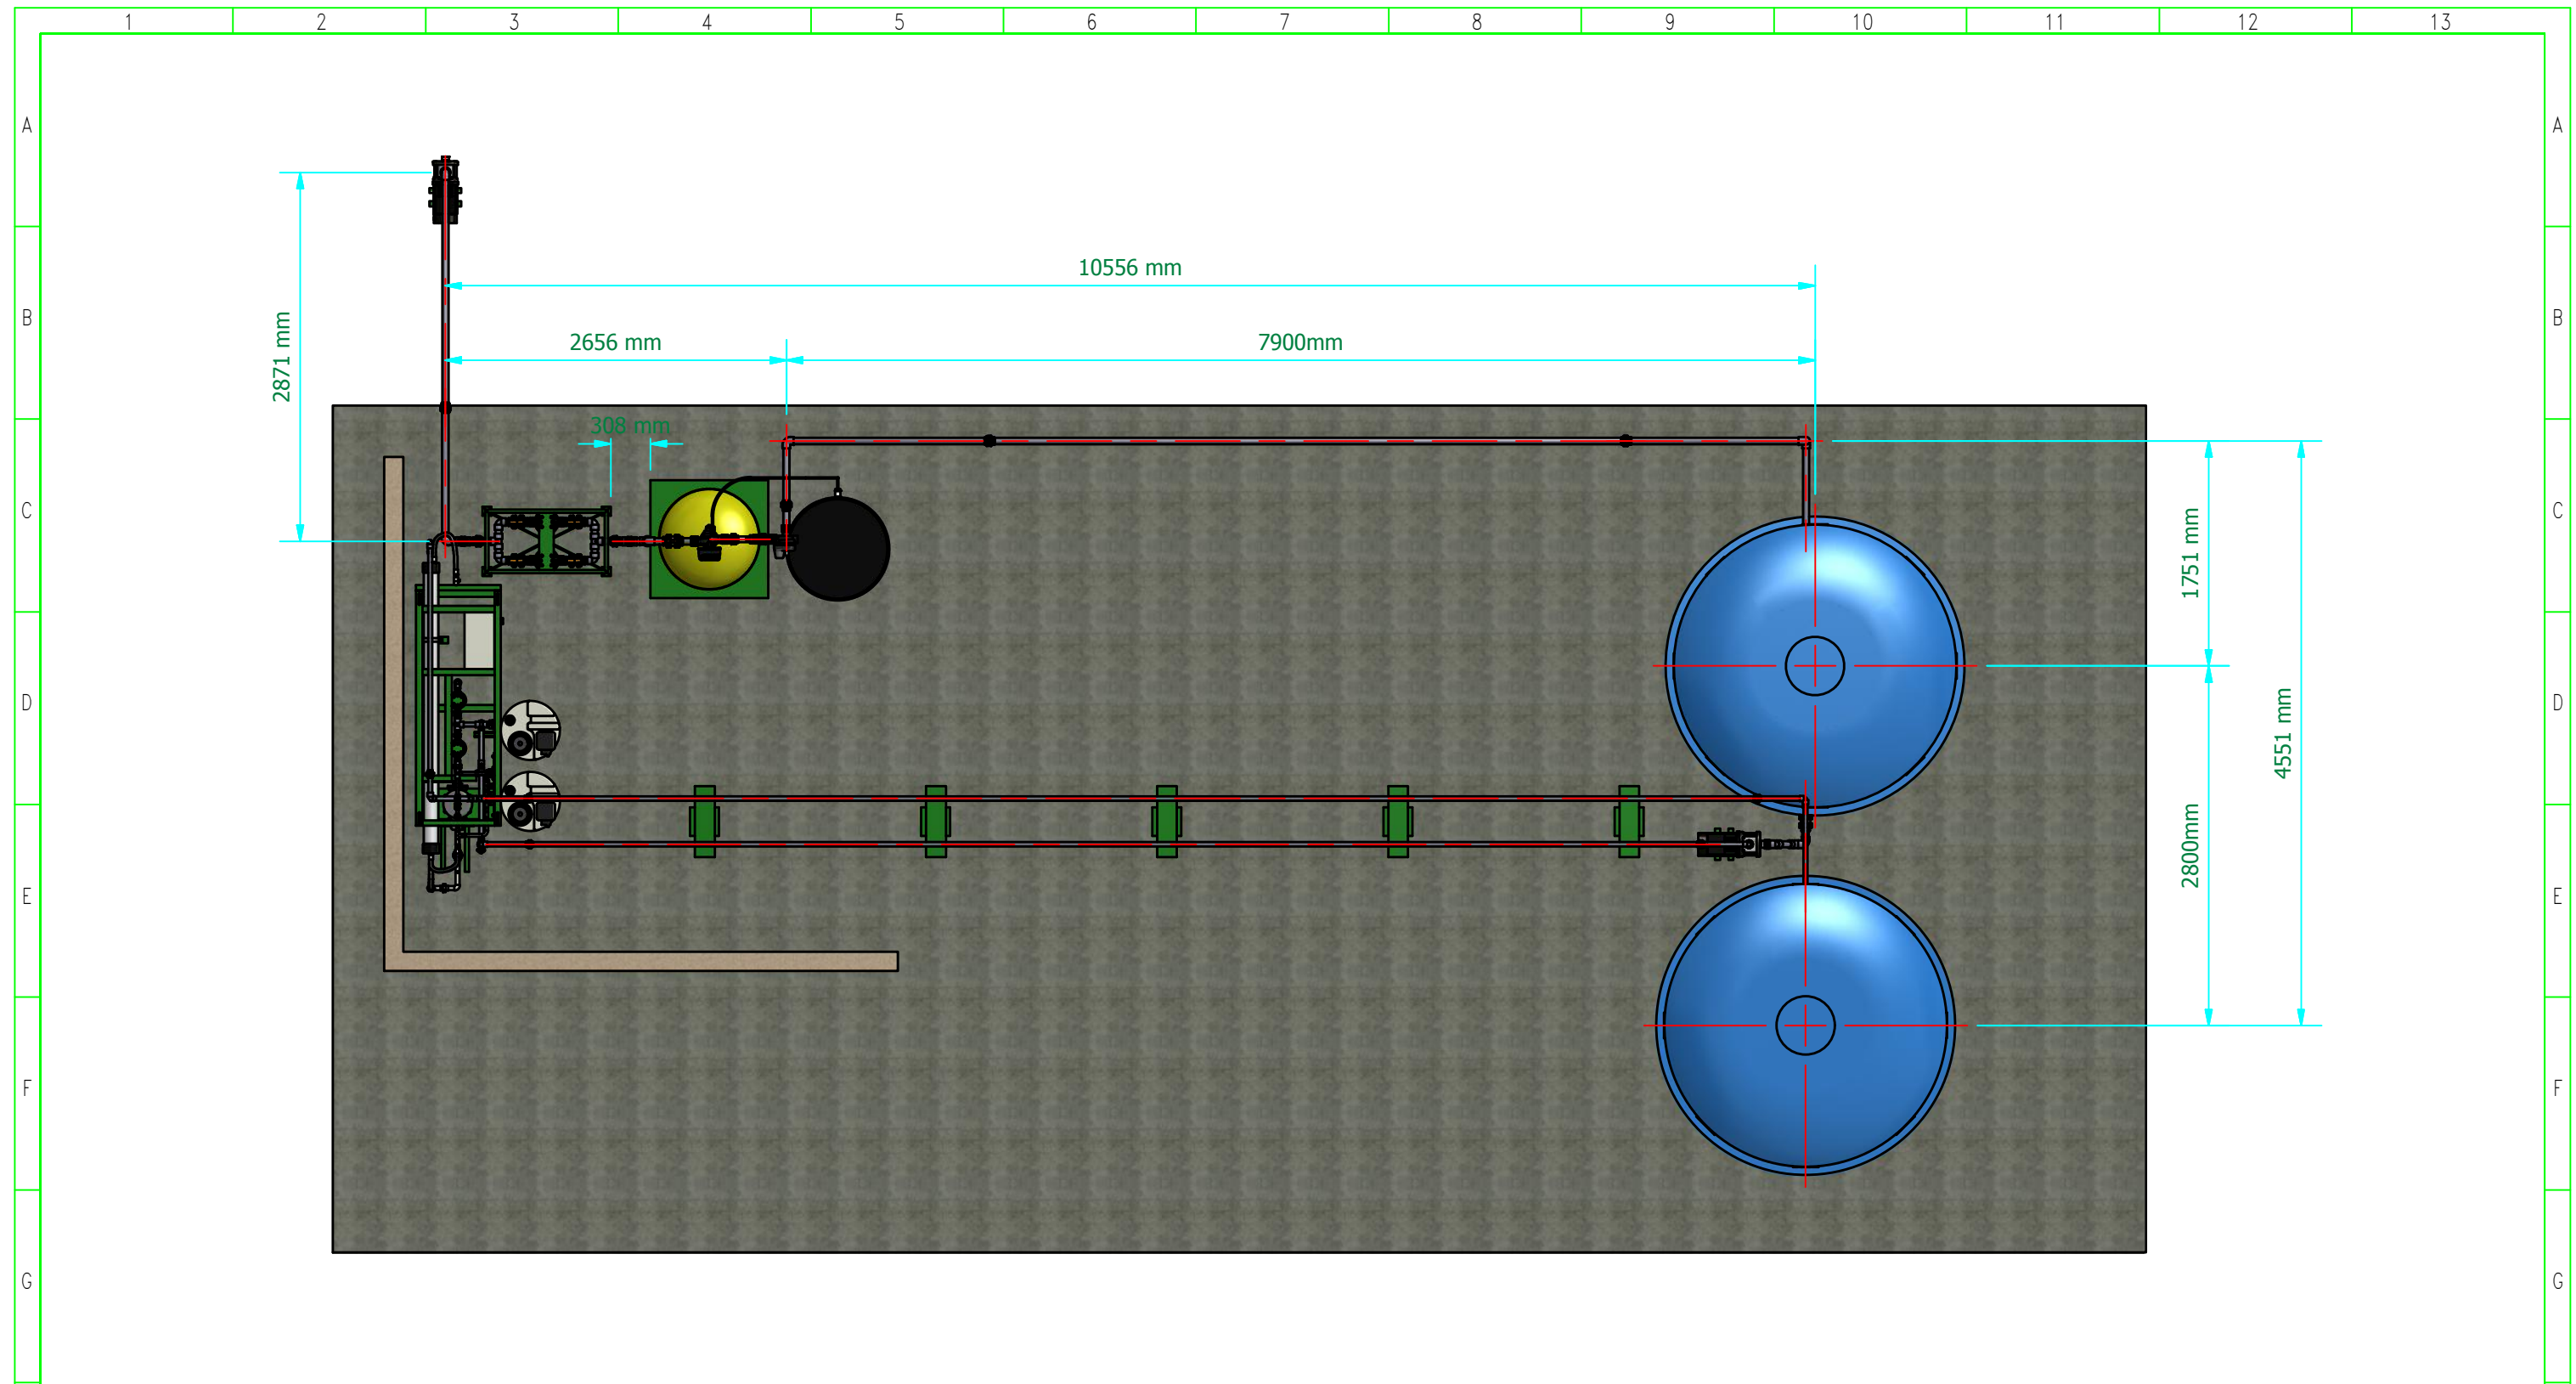 1 2 3 4 5 6 7 8 9 10 11 12 13
A A
10556 mm
B B
2871 mm
2656 mm 7900mm
308 mm
C C
1751 mm
D D
4551 mm
2800mm
E E
F F
G G